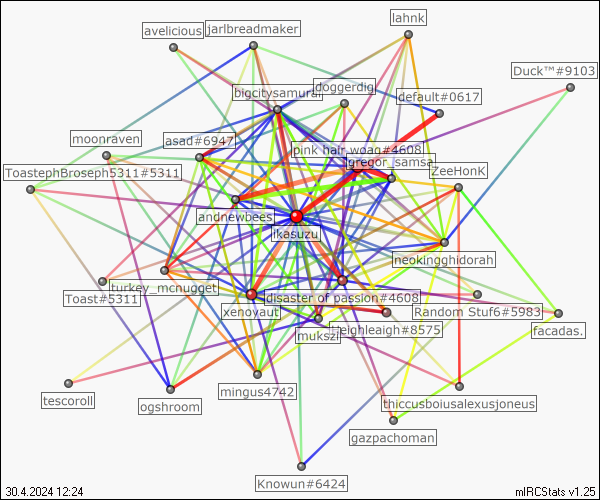 lahnk
avelicious
jarlbreadmaker
Duck™#9103
bigcitysamurai
doggerdig
default#0617
moonraven
asad#6947
pink hair woag#4608
gregor_samsa
ToastephBroseph5311#5311
ZeeHonK
andnewbees
ikasuzu
neokingghidorah
turkey_mcnugget
Toast#5311
disaster of passion#4608
xenoyaut
Random Stuf6#5983
mukszi
leighleaigh#8575
facadas.
mingus4742
tescoroll
ogshroom
thiccusboiusalexusjoneus
gazpachoman
Knowun#6424
30.4.2024 12:24
mIRCStats v1.25